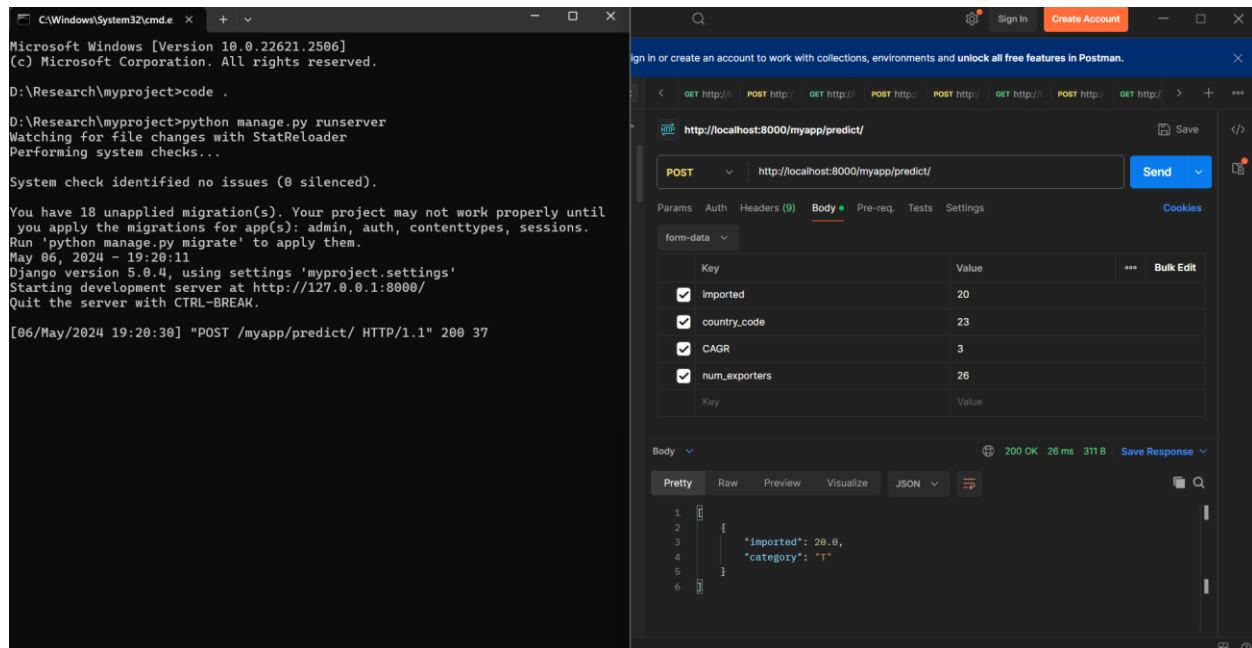 C:\Windows\System32\cmd.e
Microsoft Windows [Version 10.0.22621.2506]
(c) Microsoft Corporation. All rights reserved.
D:\Research\myproject>code .
D:\Research\myproject>python manage.py runserver
Watching for file changes with StatReloader
Performing system checks...
System check identified no issues (0 silenced).
You have 18 unapplied migration(s). Your project may not work properly until
you apply the migrations for app(s): admin, auth, contenttypes, sessions.
Run 'python manage.py migrate' to apply them.
May 06, 2024 - 19:20:11
Django version 5.0.4, using settings 'myproject.settings'
Starting development server at http://127.0.0.1:8000/
Quit the server with CTRL-BREAK.
[06/May/2024 19:20:30] "POST /myapp/predict/ HTTP/1.1" 200 37
Sign In Create Account
ign in or create an account to work with collections, environments and unlock all free features in Postman.
GET http:// POST http:/ GET http:// POST http:/ POST http:/ GET http:// POST http:/ GET http:/
HTTP http://localhost:8000/myapp/predict/ Save
POST http://localhost:8000/myapp/predict/ Send
Params Auth Headers (9) Body Pre-req. Tests Settings Cookies
form-data
Key Value Bulk Edit
imported 20
country_code 23
CAGR 3
num_exporters 26
Key Value
Body 200 OK 26 ms 311 B Save Response
Pretty Raw Preview Visualize JSON
1 [
2 {
3 "imported": 20.0,
4 "category": "T"
5 }
6 ]